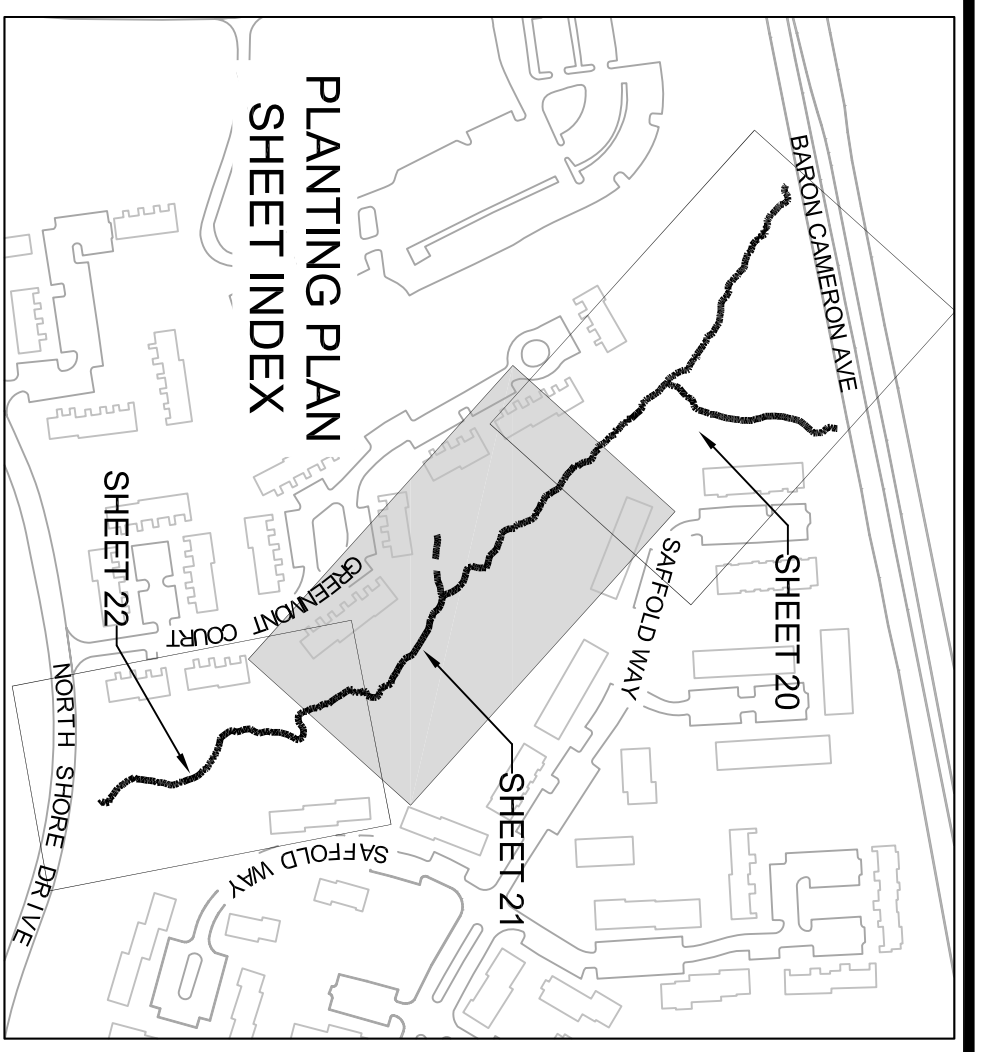 PLANTING PLAN
SHEET INDEX
BARON CAMERON AVE
SHEET 20
SAFFOLD WAY
SHEET 21
GREENMONT COURT
SHEET 22
SAFFOLD WAY
NORTH SHORE DRIVE